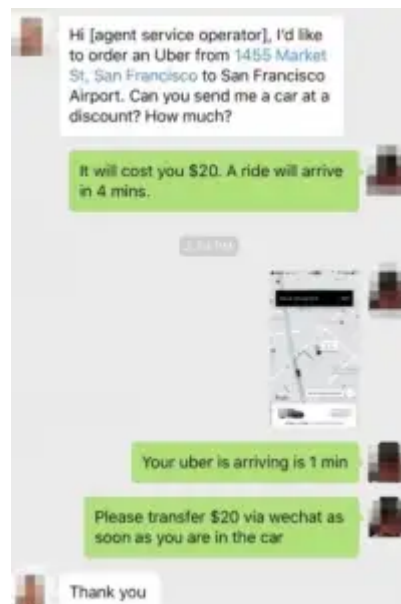 Hi [agent service operator], I'd like
to order an Uber from 1455 Market
St, San Francisco to San Francisco
Airport. Can you send me a car at a
discount? How much?
It will cost you $20. A ride will arrive
in 4 mins.
Your uber is arriving is 1 min
Please transfer $20 via wechat as
soon as you are in the car
Thank you